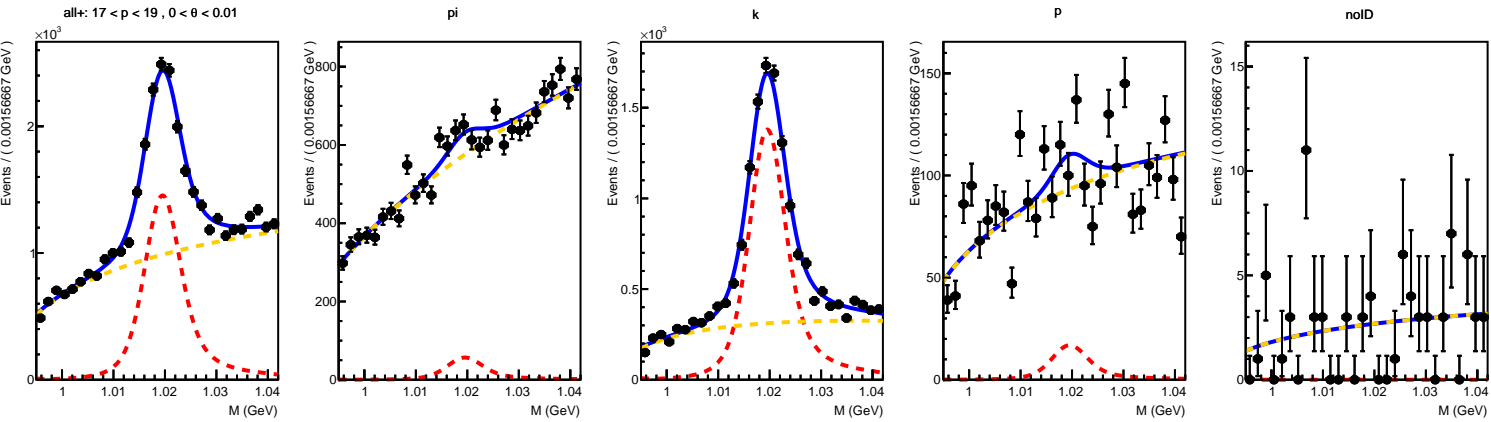 all+: 17 < p < 19 , 0 < θ < 0.01
×10³
Events / ( 0.00156667 GeV )
2
1
0
1 1.01 1.02 1.03 1.04
M (GeV)
pi
Events / ( 0.00156667 GeV )
800
600
400
200
0
1 1.01 1.02 1.03 1.04
M (GeV)
k
×10³
Events / ( 0.00156667 GeV )
1.5
1
0.5
0
1 1.01 1.02 1.03 1.04
M (GeV)
p
Events / ( 0.00156667 GeV )
150
100
50
0
1 1.01 1.02 1.03 1.04
M (GeV)
noID
Events / ( 0.00156667 GeV )
15
10
5
0
1 1.01 1.02 1.03 1.04
M (GeV)